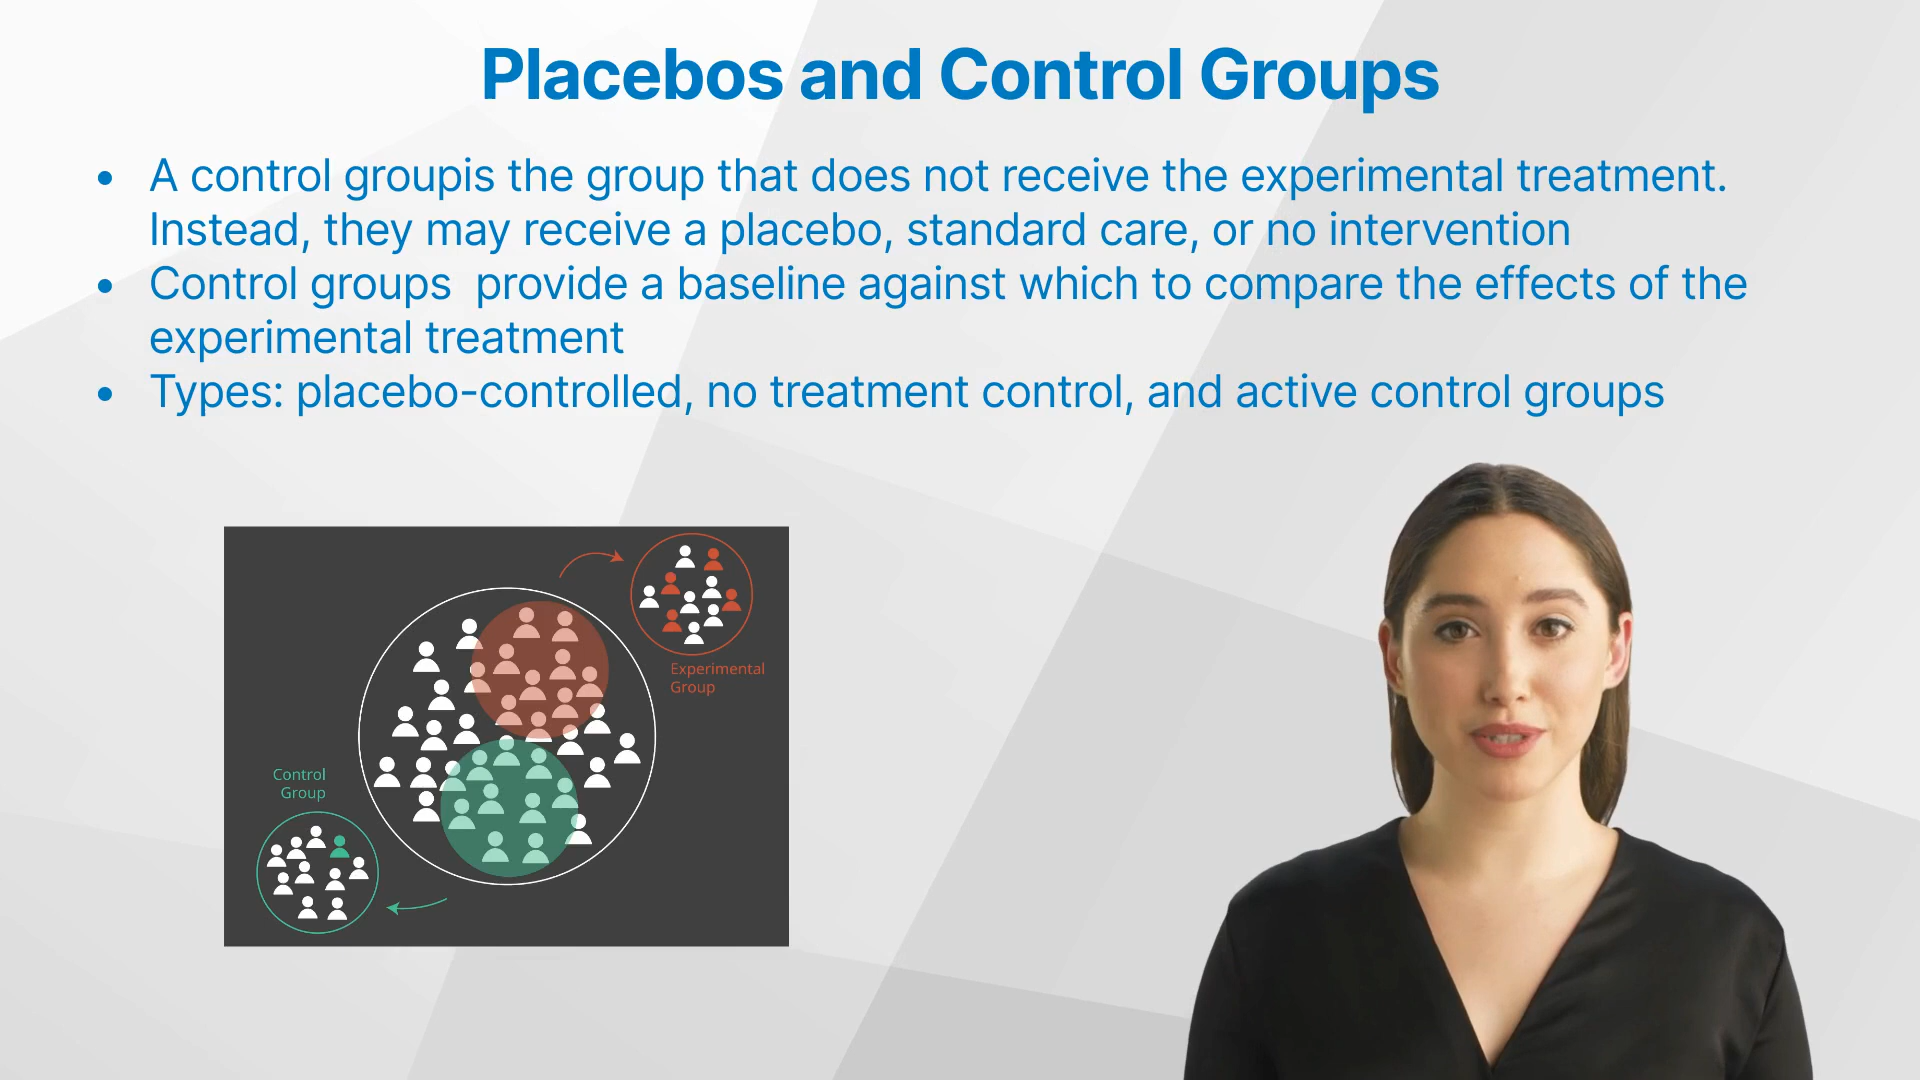 Placebos and Control Groups
• A control groupis the group that does not receive the experimental treatment.
Instead, they may receive a placebo, standard care, or no intervention
• Control groups  provide a baseline against which to compare the effects of the
experimental treatment
• Types: placebo-controlled, no treatment control, and active control groups
Experimental
Group
Control
Group